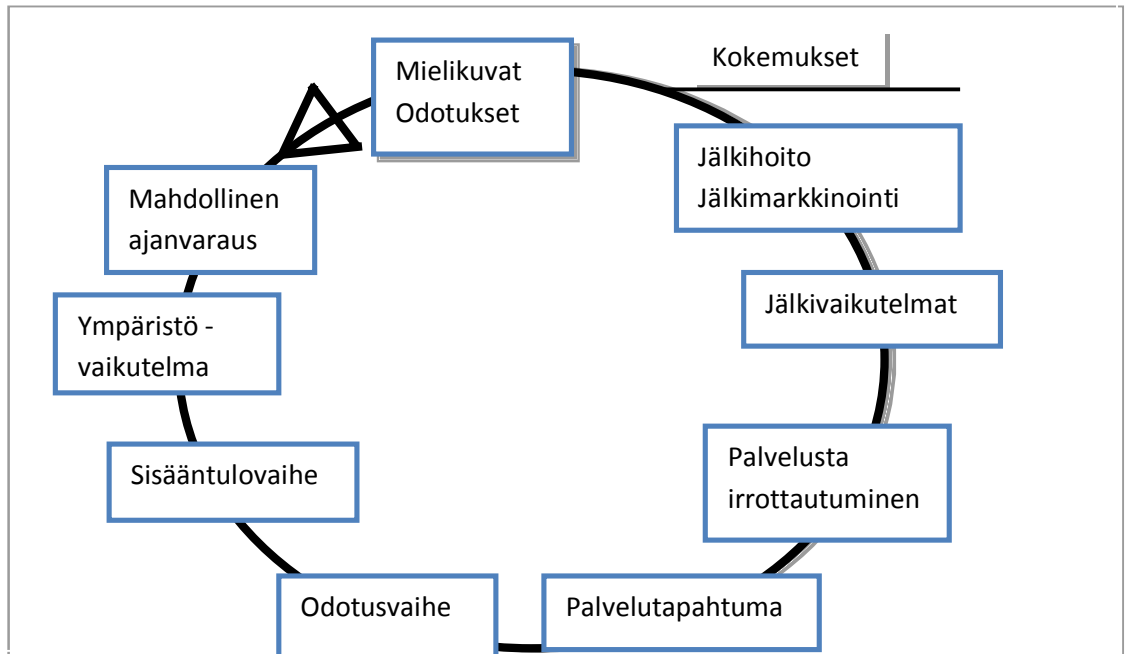 Mielikuvat
Odotukset
Kokemukset
Jälkihoito
Jälkimarkkinointi
Mahdollinen
ajanvaraus
Jälkivaikutelmat
Ympäristö -
vaikutelma
Palvelusta
irrottautuminen
Sisääntulovaihe
Odotusvaihe
Palvelutapahtuma